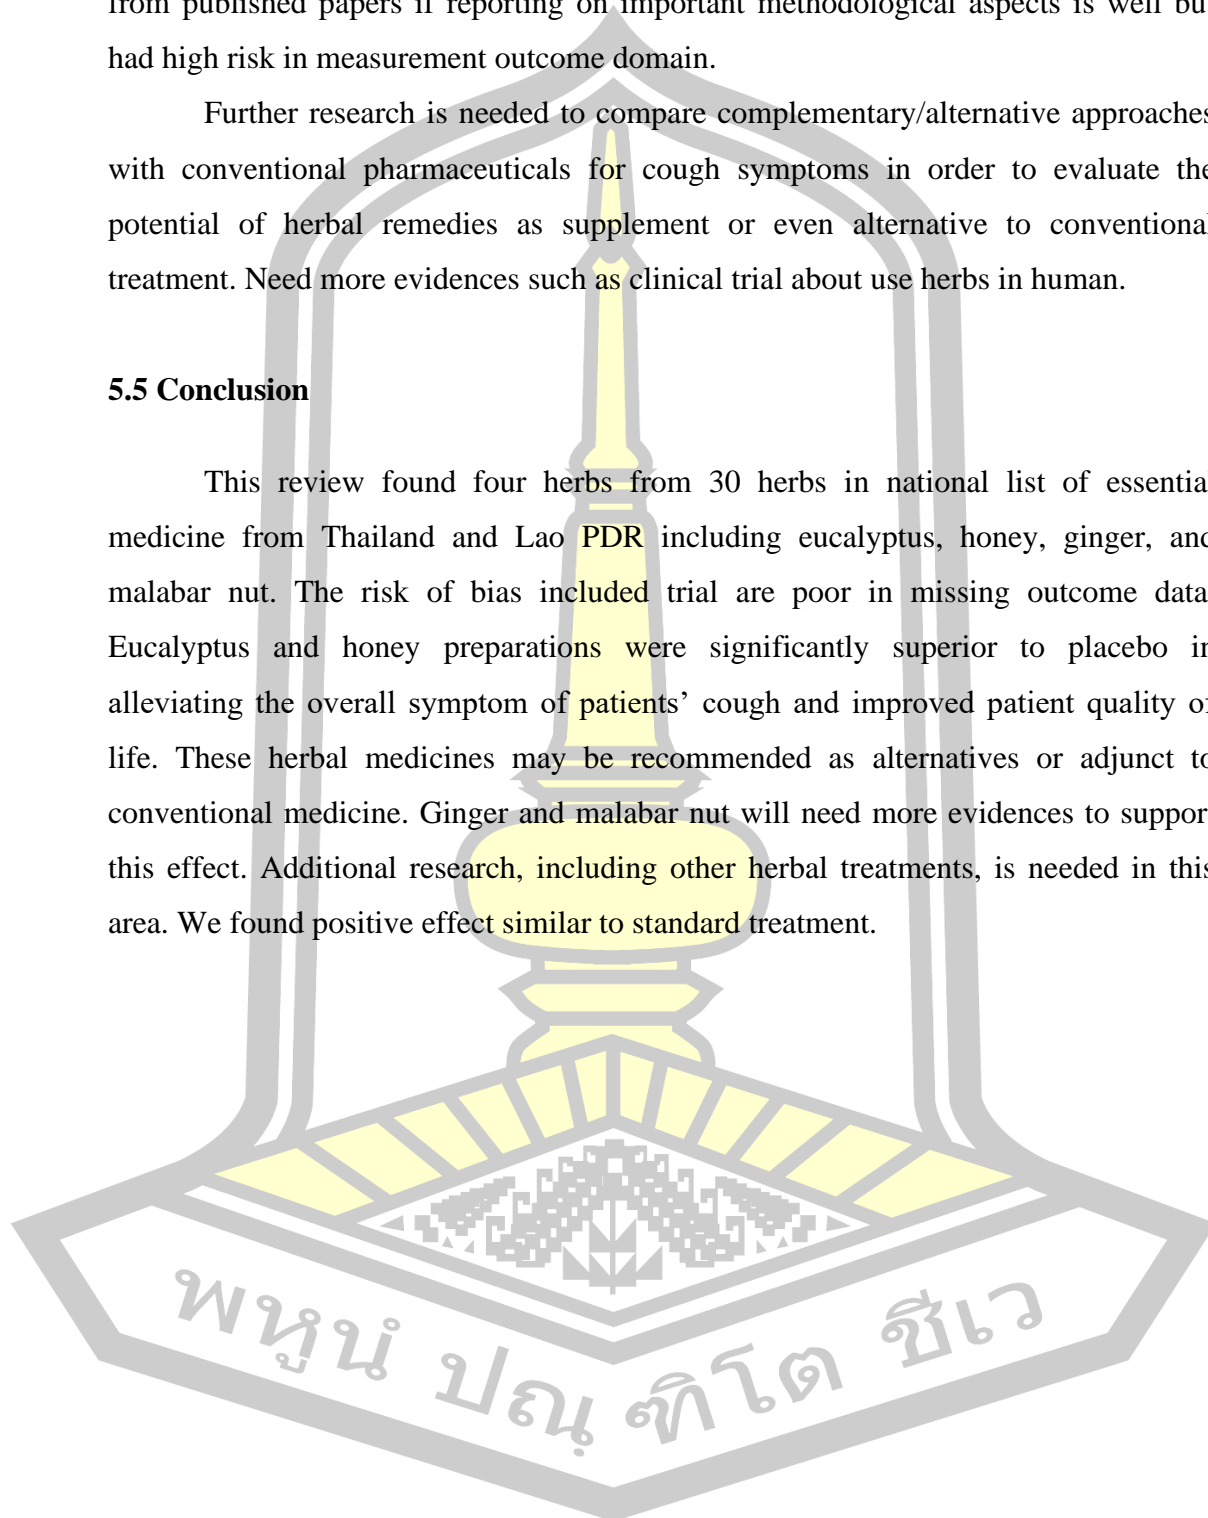 from published papers if reporting on important methodological aspects is well but
had high risk in measurement outcome domain.
Further research is needed to compare complementary/alternative approaches
with conventional pharmaceuticals for cough symptoms in order to evaluate the
potential of herbal remedies as supplement or even alternative to conventional
treatment. Need more evidences such as clinical trial about use herbs in human.
5.5 Conclusion
This review found four herbs from 30 herbs in national list of essential
medicine from Thailand and Lao PDR including eucalyptus, honey, ginger, and
malabar nut. The risk of bias included trial are poor in missing outcome data.
Eucalyptus and honey preparations were significantly superior to placebo in
alleviating the overall symptom of patients’ cough and improved patient quality of
life. These herbal medicines may be recommended as alternatives or adjunct to
conventional medicine. Ginger and malabar nut will need more evidences to support
this effect. Additional research, including other herbal treatments, is needed in this
area. We found positive effect similar to standard treatment.
พหูนํ ปณฺฑิโต ชีเว